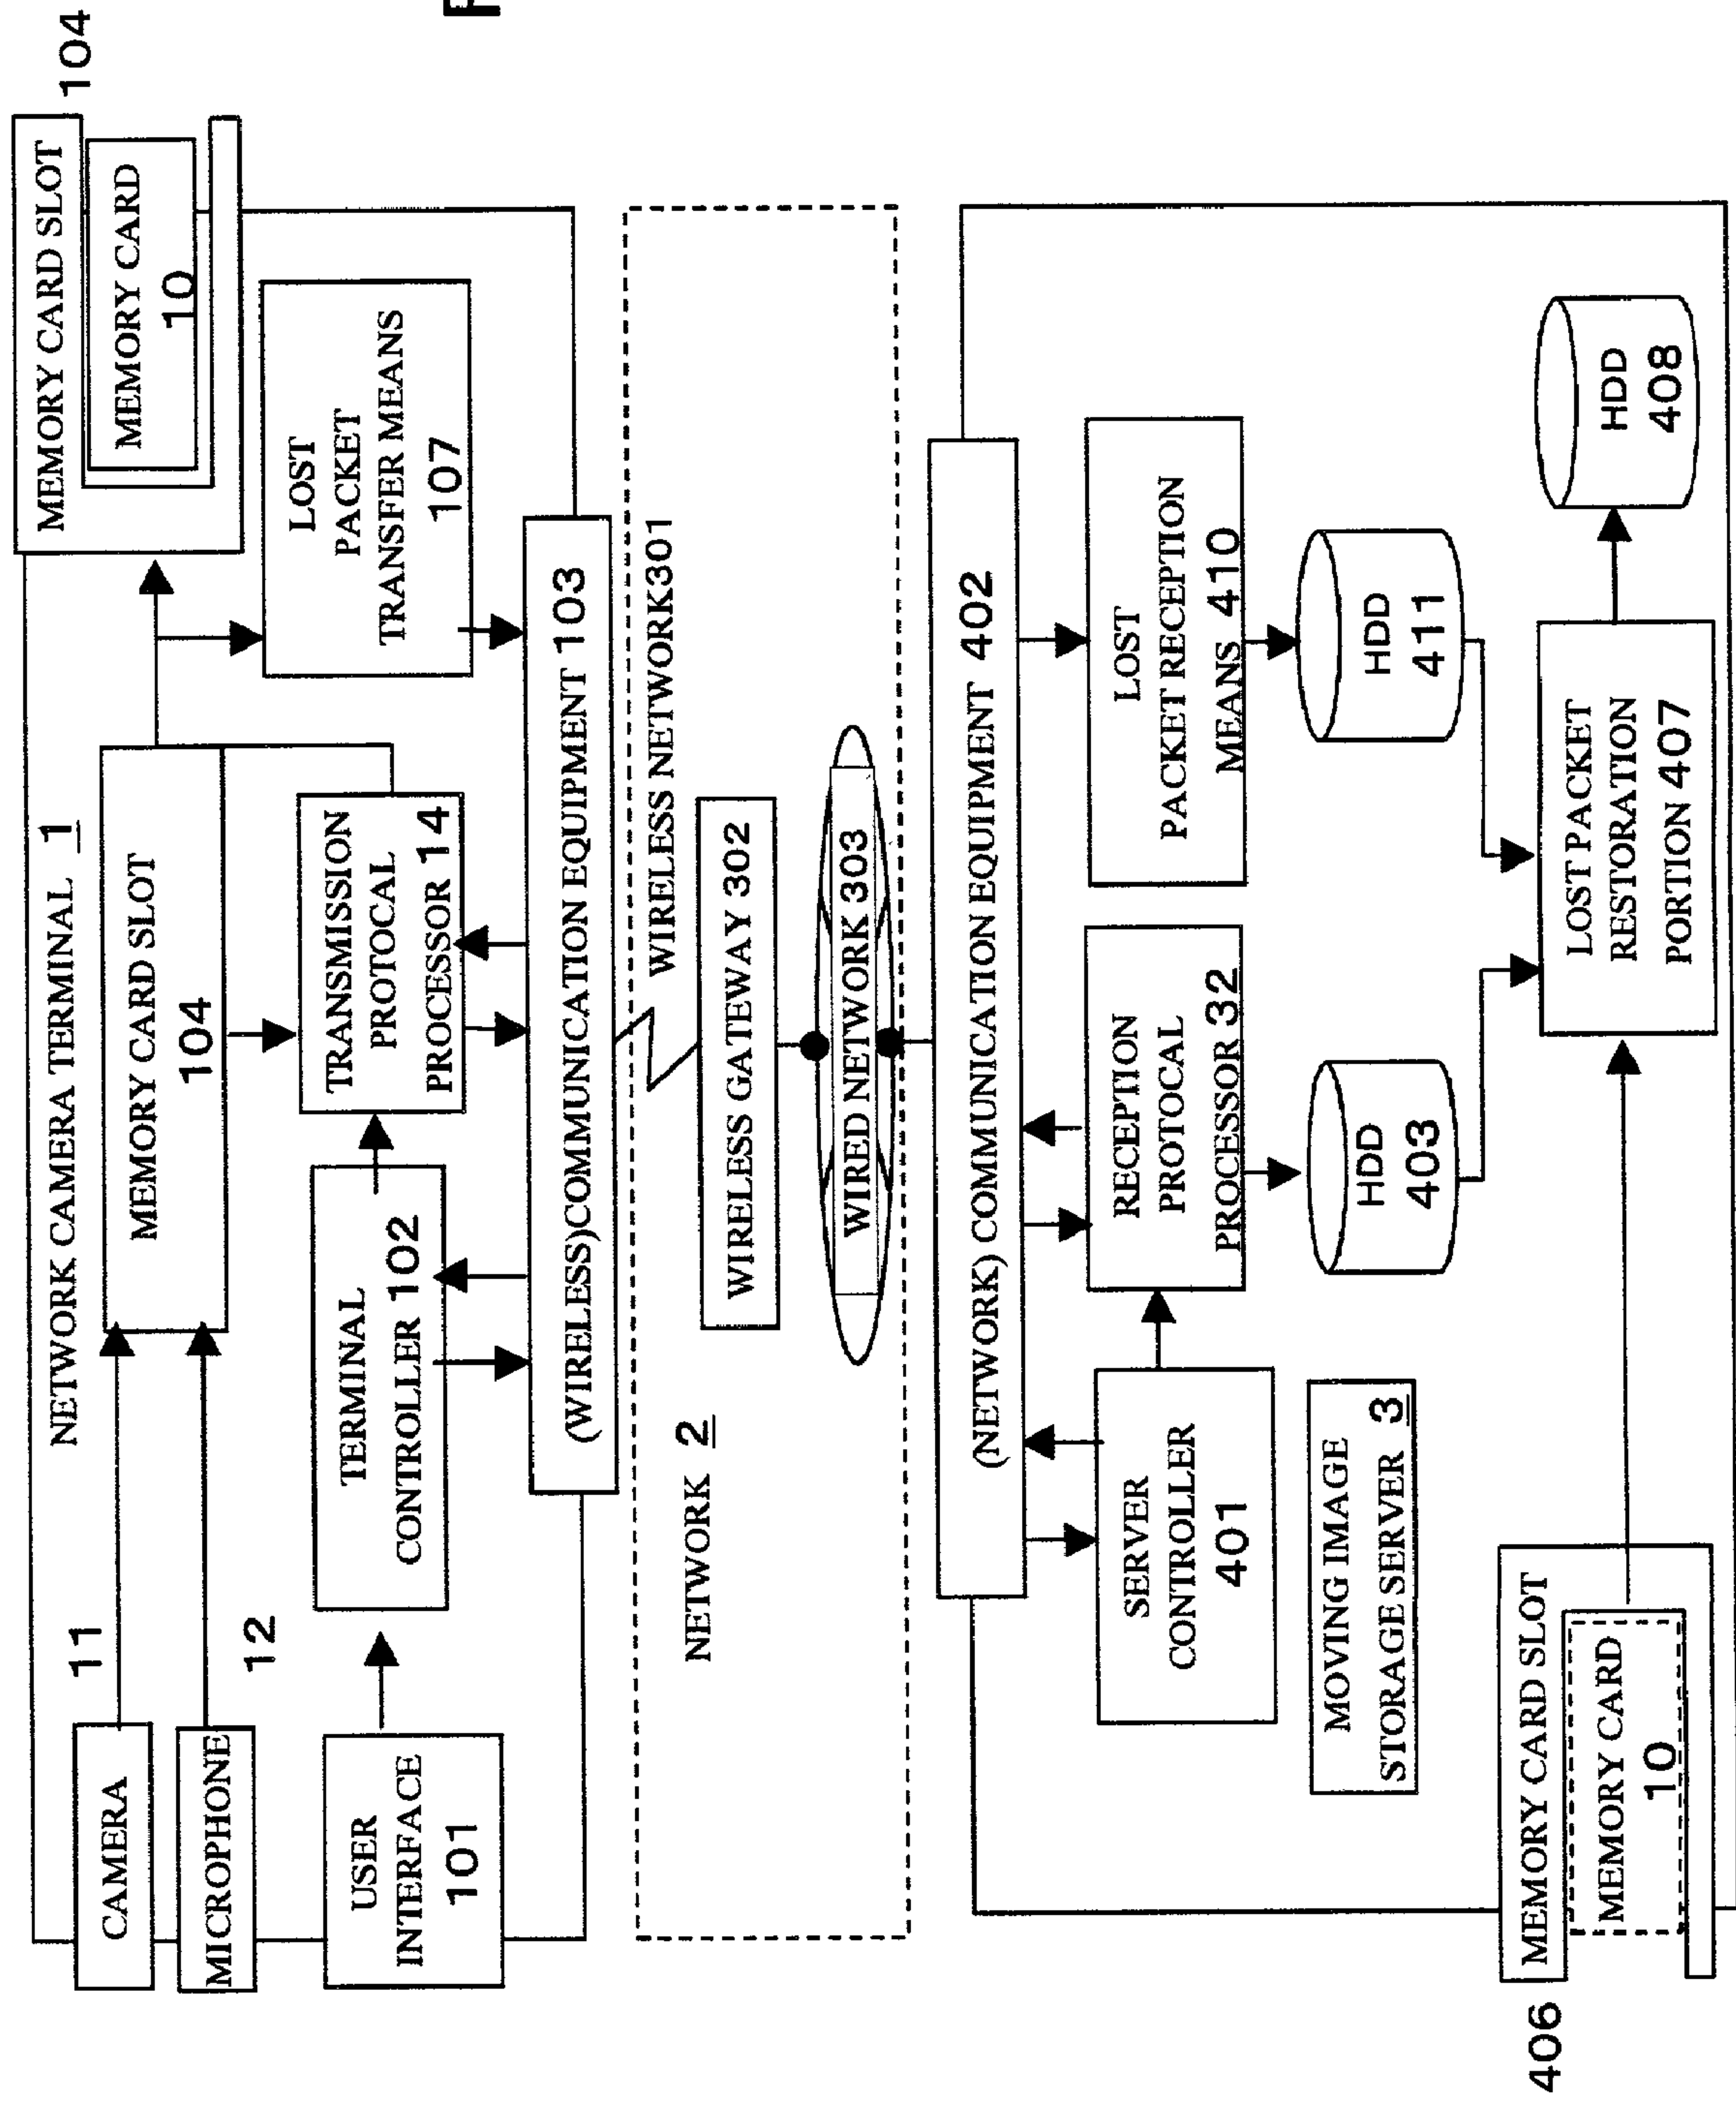 104
MEMORY CARD SLOT
MEMORY CARD
10
NETWORK CAMERA TERMINAL 1
CAMERA
11
MICROPHONE
12
MEMORY CARD SLOT
104
USER
INTERFACE
101
TERMINAL
CONTROLLER 102
TRANSMISSION
PROTOCAL
PROCESSOR 14
LOST
PACKET
TRANSFER MEANS
107
(WIRELESS)COMMUNICATION EQUIPMENT 103
WIRELESS NETWORK301
NETWORK 2
WIRELESS GATEWAY 302
WIRED NETWORK 303
(NETWORK) COMMUNICATION EQUIPMENT 402
SERVER
CONTROLLER
401
RECEPTION
PROTOCAL
PROCESSOR 32
LOST
PACKET RECEPTION
MEANS 410
MOVING IMAGE
STORAGE SERVER 3
HDD
403
HDD
411
406
MEMORY CARD SLOT
MEMORY CARD
10
LOST PACKET
RESTORATION
PORTION 407
HDD
408